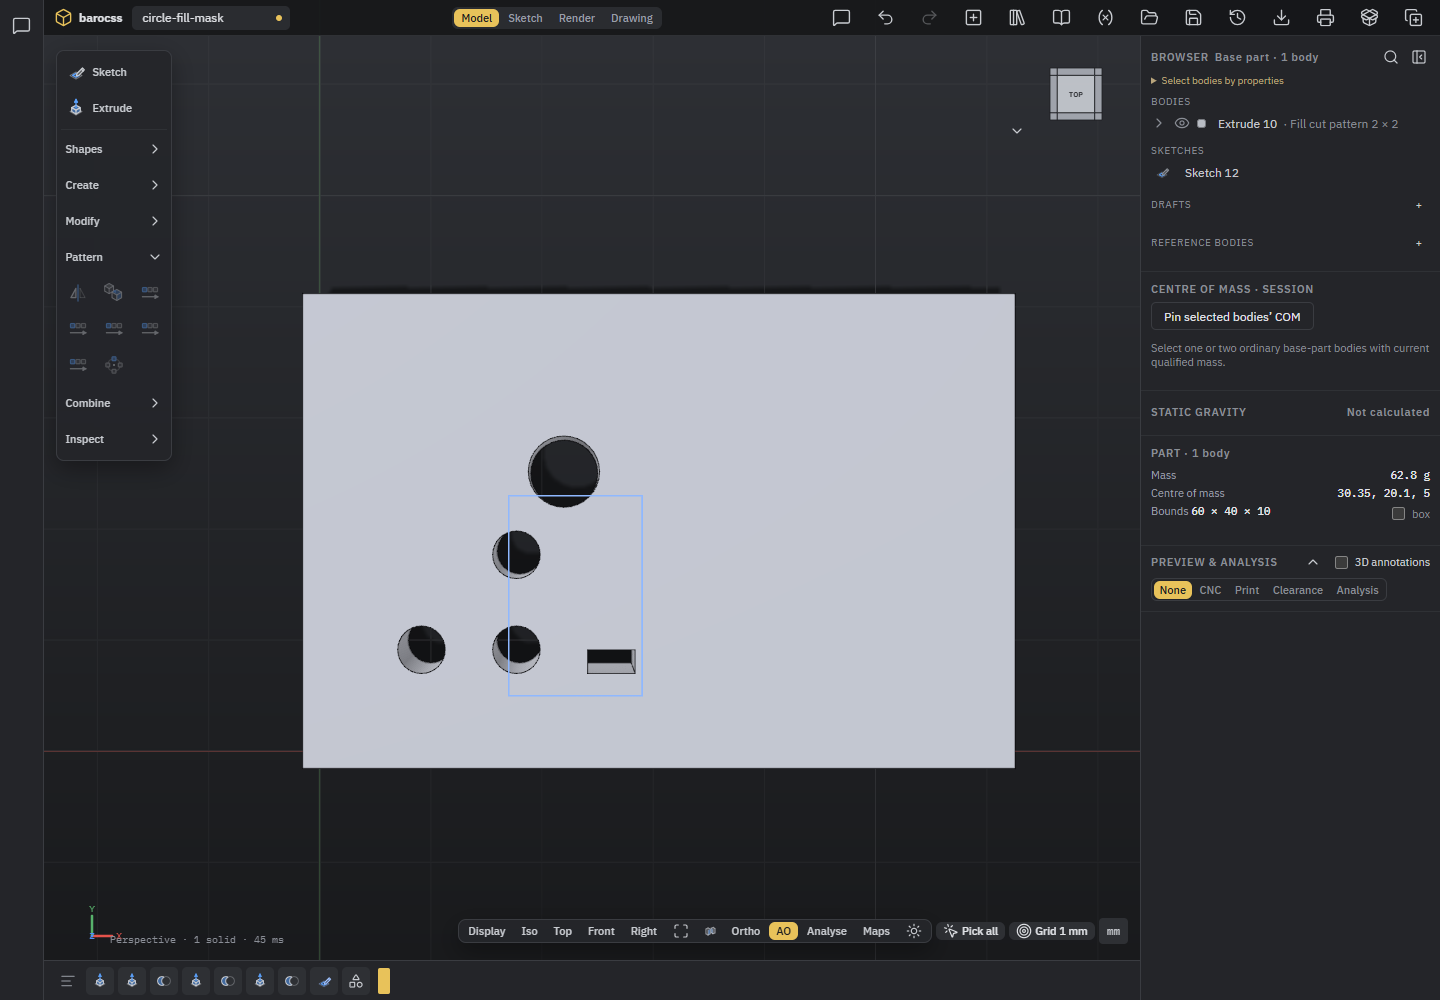 barocss
circle-fill-mask
Model Sketch Render Drawing
Sketch
Extrude
Shapes
Create
Modify
Pattern
Combine
Inspect
TOP
BROWSER Base part · 1 body
Select bodies by properties
BODIES
Extrude 10 · Fill cut pattern 2 × 2
SKETCHES
Sketch 12
DRAFTS +
REFERENCE BODIES +
CENTRE OF MASS · SESSION
Pin selected bodies’ COM
Select one or two ordinary base-part bodies with current
qualified mass.
STATIC GRAVITY Not calculated
PART · 1 body
Mass 62.8 g
Centre of mass 30.35, 20.1, 5
Bounds 60 × 40 × 10 box
PREVIEW & ANALYSIS 3D annotations
None CNC Print Clearance Analysis
Y
X
Z
Perspective · 1 solid · 45 ms
Display Iso Top Front Right Ortho AO Analyse Maps Pick all Grid 1 mm mm